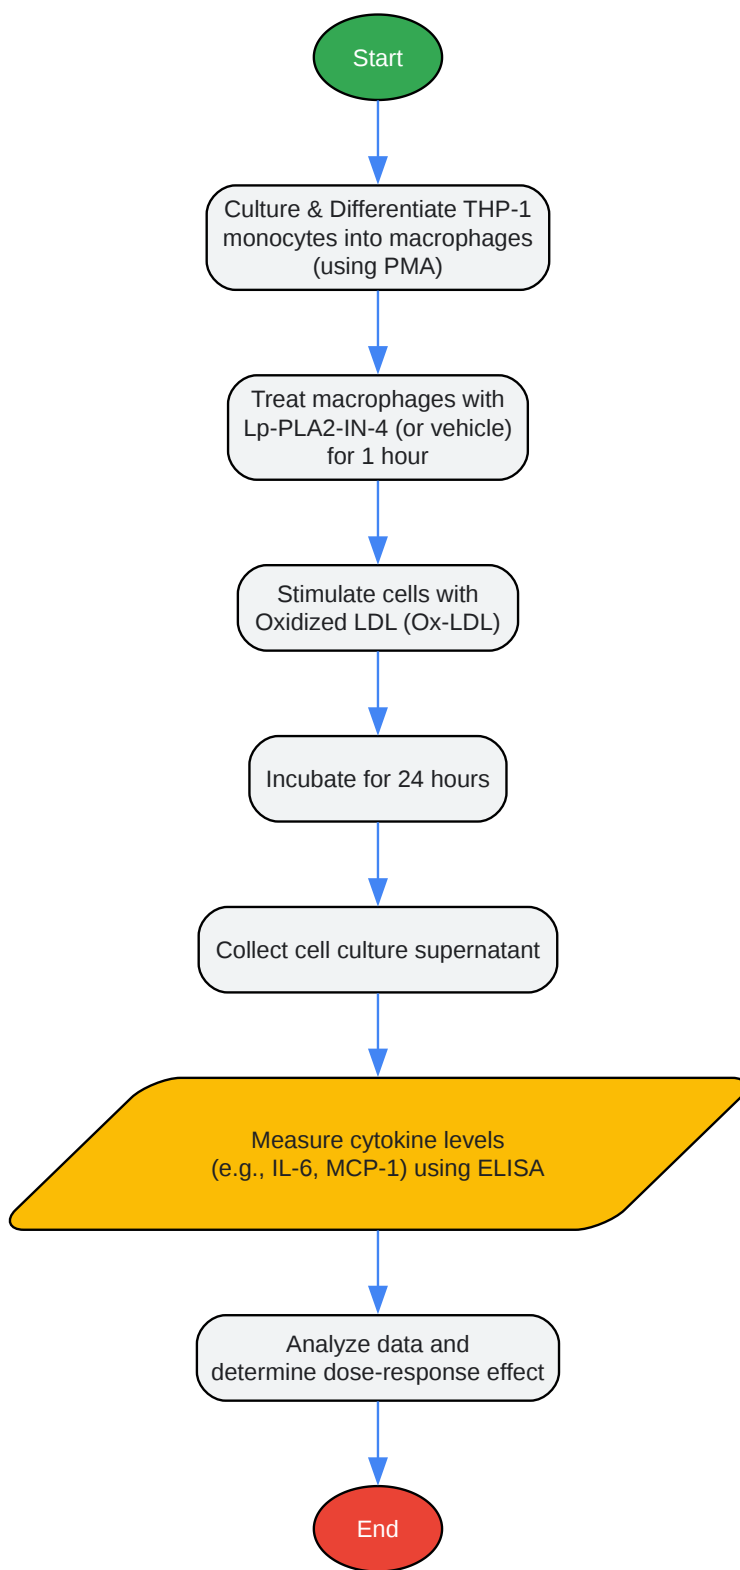 Start
Culture & Differentiate THP-1
monocytes into macrophages
(using PMA)
Treat macrophages with
Lp-PLA2-IN-4 (or vehicle)
for 1 hour
Stimulate cells with
Oxidized LDL (Ox-LDL)
Incubate for 24 hours
Collect cell culture supernatant
Measure cytokine levels
(e.g., IL-6, MCP-1) using ELISA
Analyze data and
determine dose-response effect
End